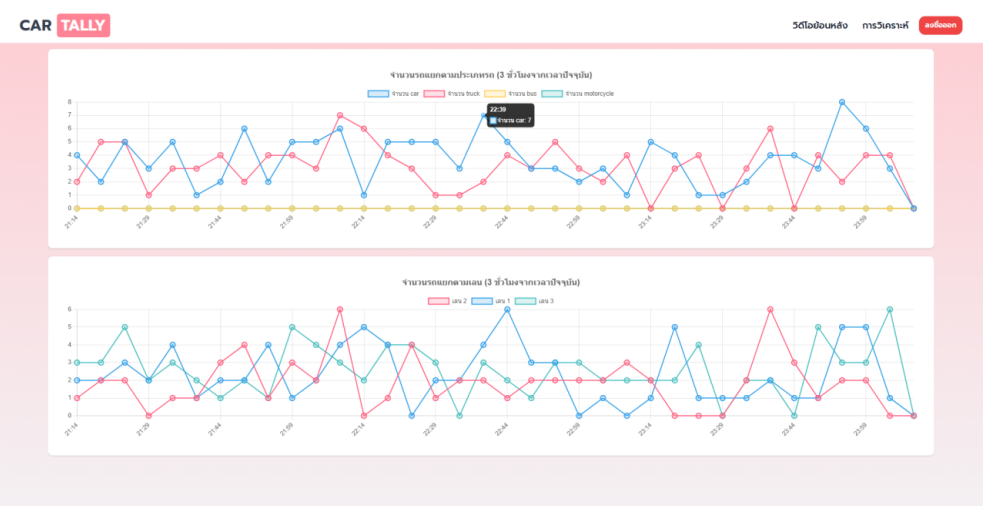 CAR TALLY
วิดีโอย้อนหลัง การวิเคราะห์ ลงชื่อออก
จำนวนรถแยกตามประเภทรถ (3 ชั่วโมงจากเวลาปัจจุบัน)
จำนวน car จำนวน truck จำนวน bus จำนวน motorcycle
22:39
จำนวน car: 7
8
7
6
5
4
3
2
1
0
21:14 21:29 21:44 21:59 22:14 22:29 22:44 22:59 23:14 23:29 23:44 23:59
จำนวนรถแยกตามเลน (3 ชั่วโมงจากเวลาปัจจุบัน)
เลน 2 เลน 1 เลน 3
6
5
4
3
2
1
0
21:14 21:29 21:44 21:59 22:14 22:29 22:44 22:59 23:14 23:29 23:44 23:59